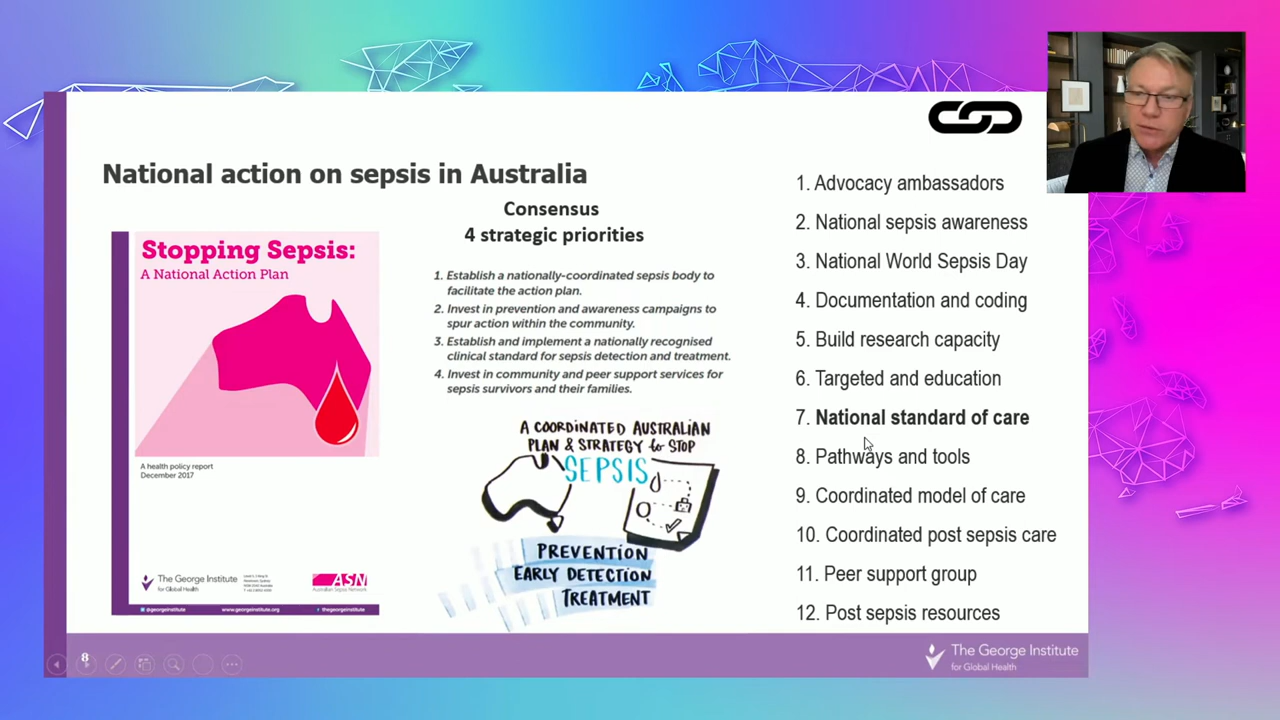 National action on sepsis in Australia
Stopping Sepsis:
A National Action Plan
A health policy report
December 2017
The George Institute
for Global Health
ASN
Australian Sepsis Network
@georgeinstitute
www.georgeinstitute.org
thegeorgeinstitute
Consensus
4 strategic priorities
1. Establish a nationally-coordinated sepsis body to
facilitate the action plan.
2. Invest in prevention and awareness campaigns to
spur action within the community.
3. Establish and implement a nationally recognised
clinical standard for sepsis detection and treatment.
4. Invest in community and peer support services for
sepsis survivors and their families.
A COORDINATED AUSTRALIAN
PLAN & STRATEGY to STOP
SEPSIS
PREVENTION
EARLY DETECTION
TREATMENT
1. Advocacy ambassadors
2. National sepsis awareness
3. National World Sepsis Day
4. Documentation and coding
5. Build research capacity
6. Targeted and education
7. National standard of care
8. Pathways and tools
9. Coordinated model of care
10. Coordinated post sepsis care
11. Peer support group
12. Post sepsis resources
8
The George Institute
for Global Health